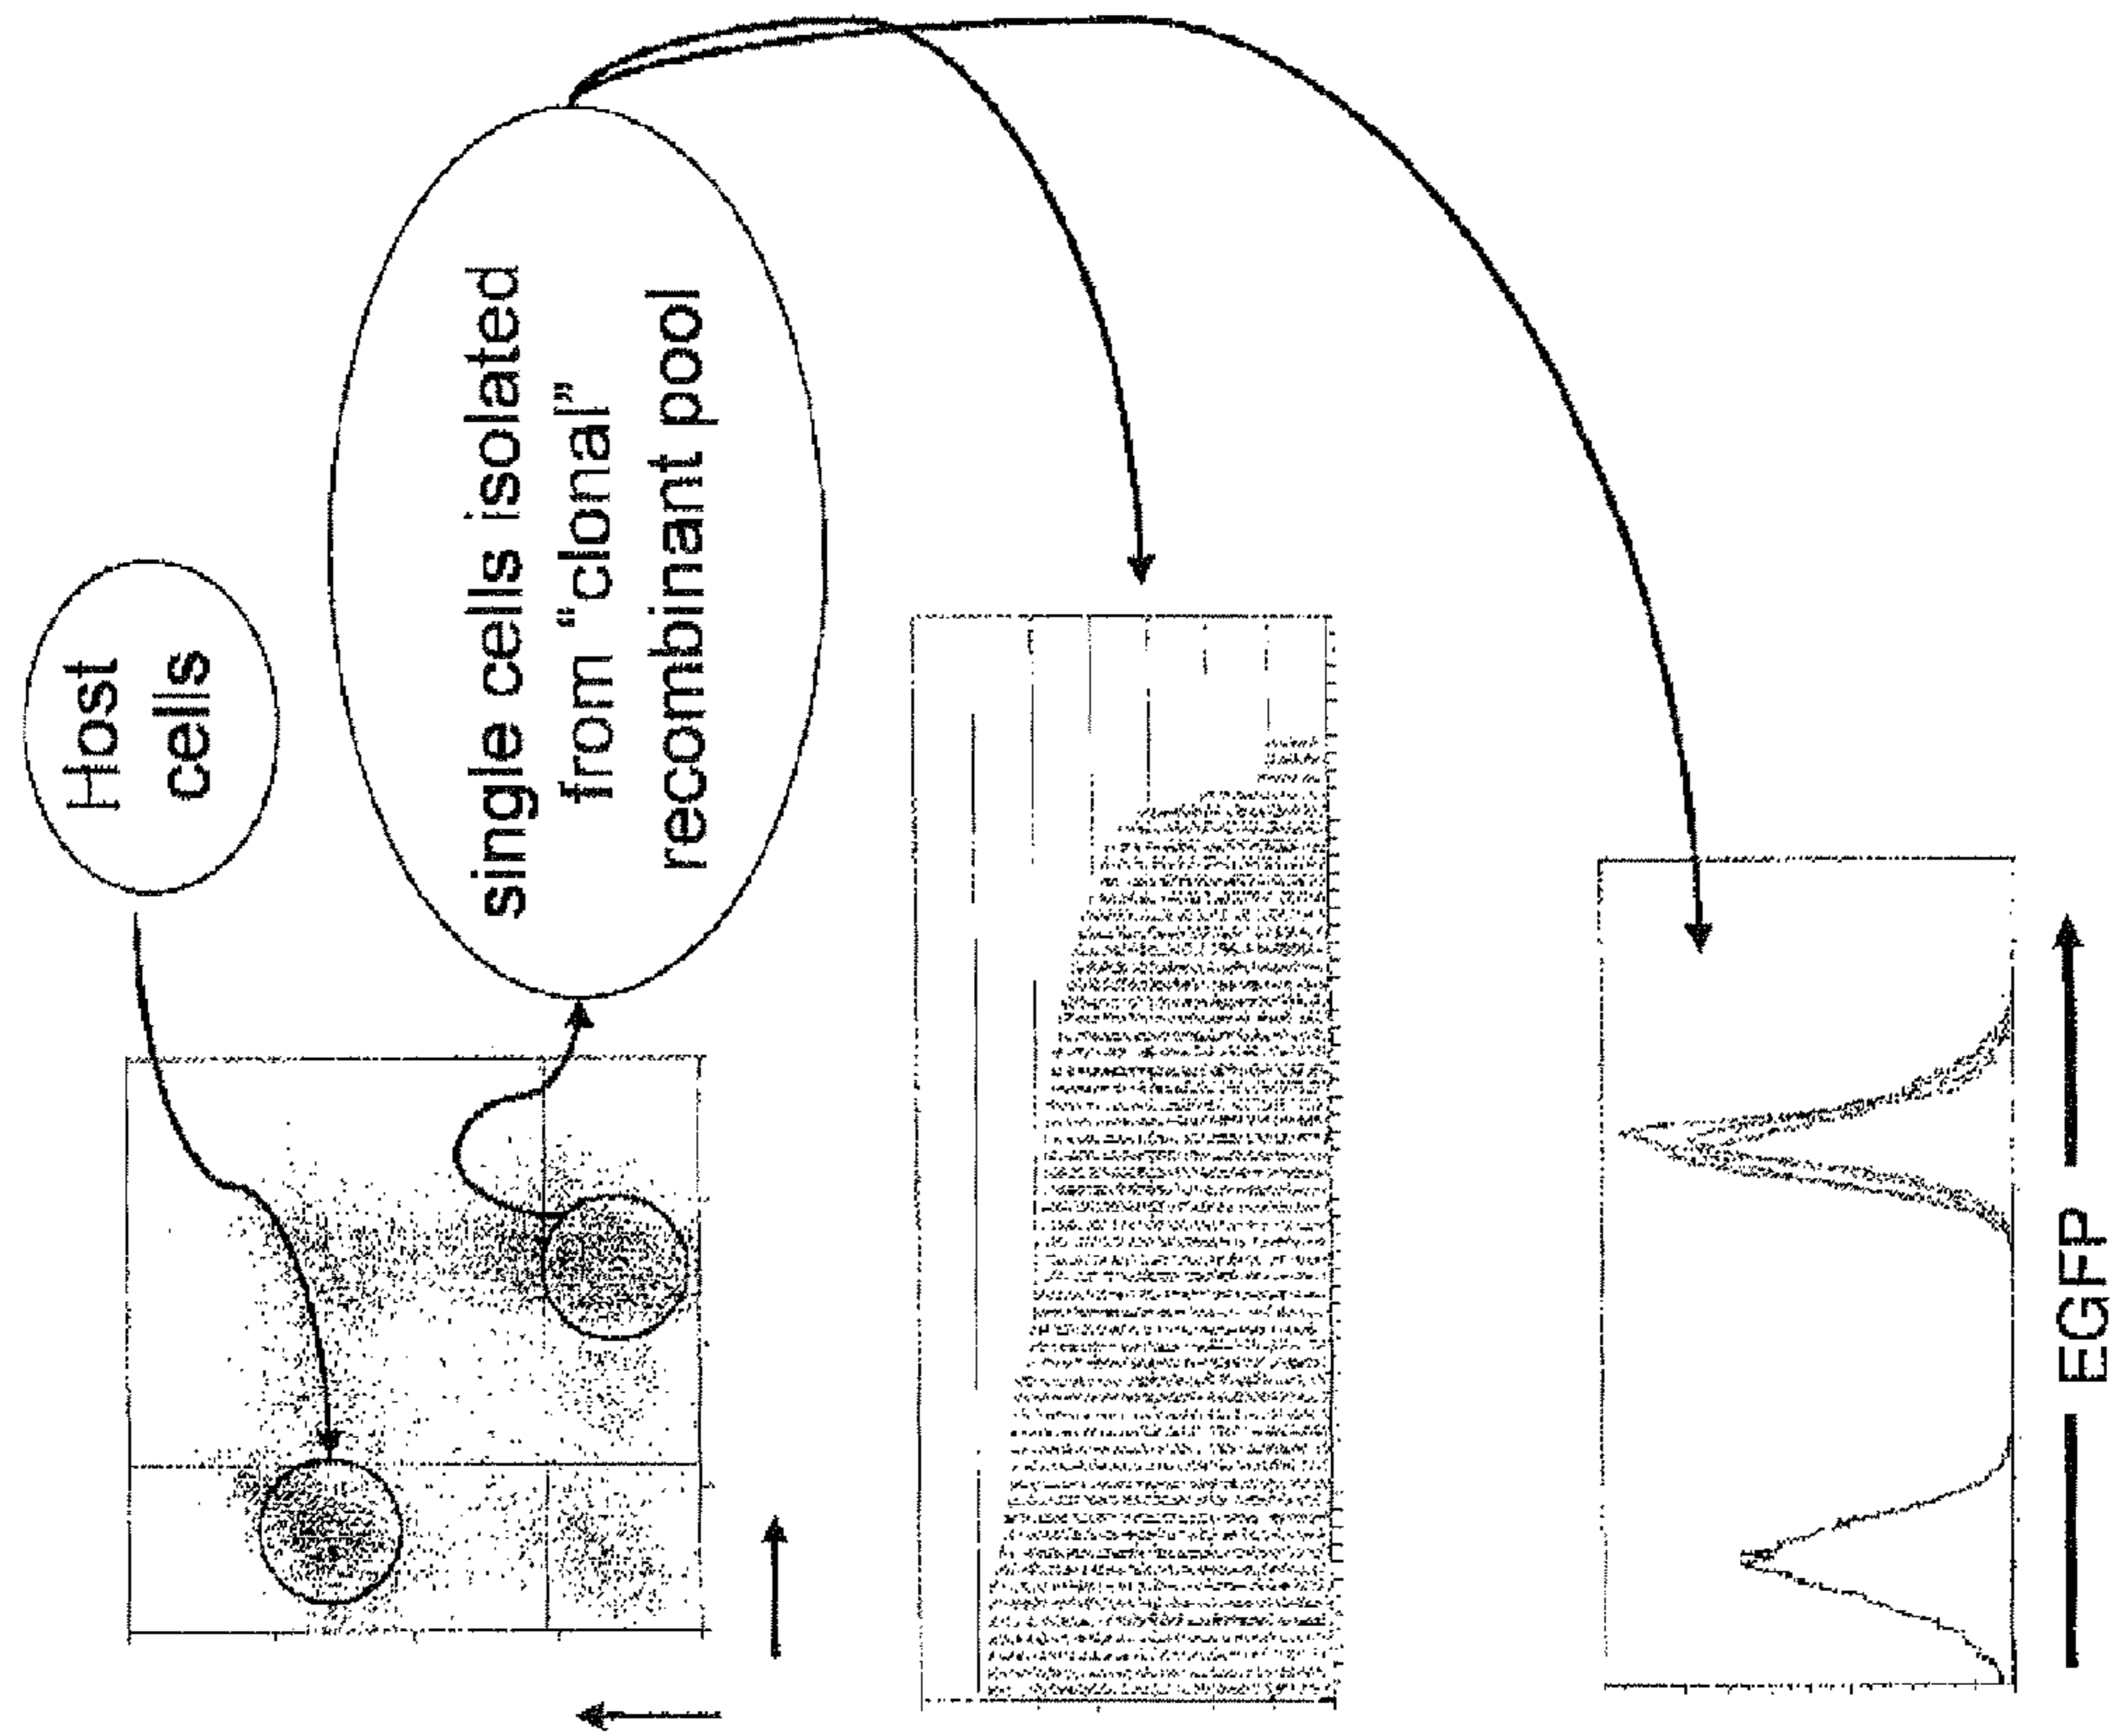 Host
cells
single cells isolated
from “clonal”
recombinant pool
EGFP